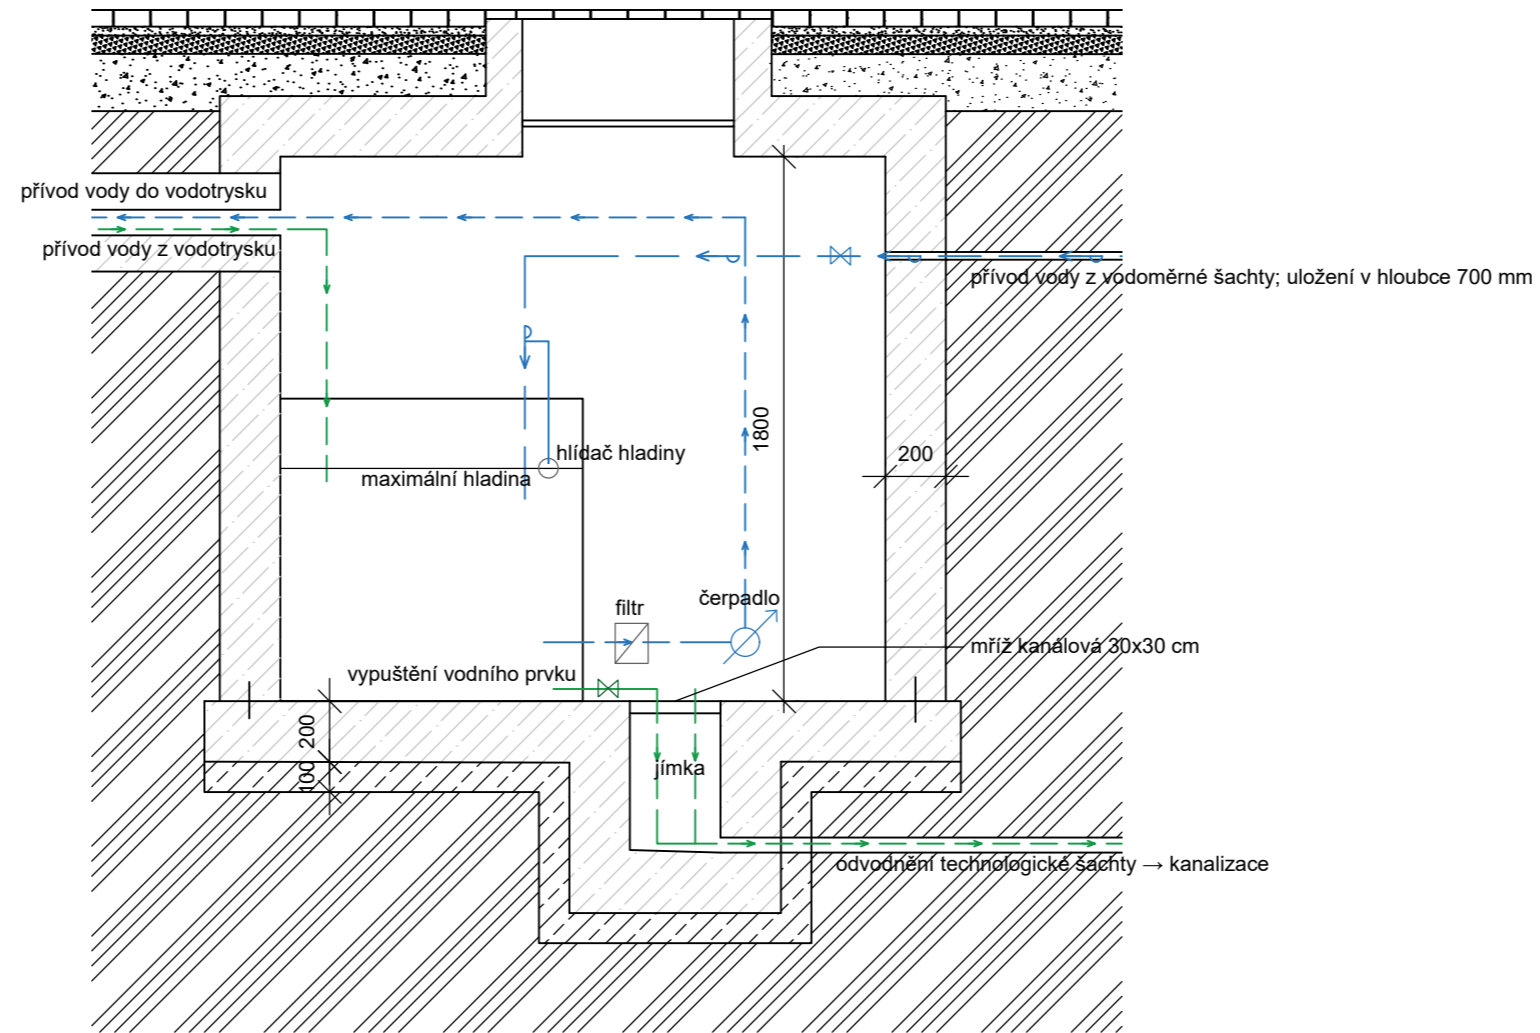 přívod vody do vodotrysku
přívod vody z vodotrysku
přívod vody z vodoměrné šachty; uložení v hloubce 700 mm
1800
200
hlídač hladiny
maximální hladina
filtr
čerpadlo
mříž kanálová 30x30 cm
vypuštění vodního prvku
200
100
jímka
odvodnění technologické šachty → kanalizace